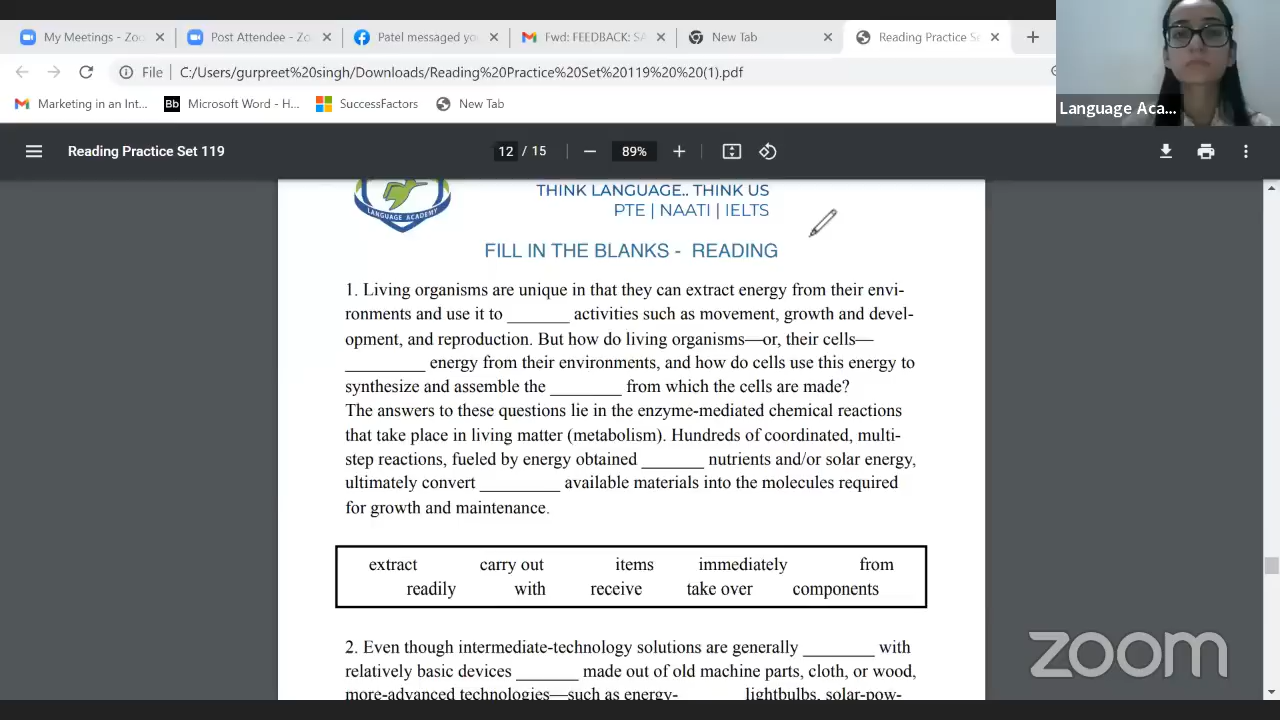 My Meetings - Zoo
Post Attendee - Zo
Patel messaged yo
Fwd: FEEDBACK: SA
New Tab
Reading Practice Se
File
C:/Users/gurpreet%20singh/Downloads/Reading%20Practice%20Set%20119%20%20(1).pdf
Marketing in an Int...
Bb Microsoft Word - H...
SuccessFactors
New Tab
Language Aca...
Reading Practice Set 119
12 / 15
89%
LANGUAGE ACADEMY
THINK LANGUAGE.. THINK US
PTE | NAATI | IELTS
FILL IN THE BLANKS - READING
1. Living organisms are unique in that they can extract energy from their envi-
ronments and use it to _______ activities such as movement, growth and devel-
opment, and reproduction. But how do living organisms—or, their cells—
_________ energy from their environments, and how do cells use this energy to
synthesize and assemble the ________ from which the cells are made?
The answers to these questions lie in the enzyme-mediated chemical reactions
that take place in living matter (metabolism). Hundreds of coordinated, multi-
step reactions, fueled by energy obtained _______ nutrients and/or solar energy,
ultimately convert _________ available materials into the molecules required
for growth and maintenance.
extract carry out items immediately from
readily with receive take over components
2. Even though intermediate-technology solutions are generally ________ with
relatively basic devices _______ made out of old machine parts, cloth, or wood,
more-advanced technologies—such as energy-_______ lightbulbs, solar-pow-
zoom